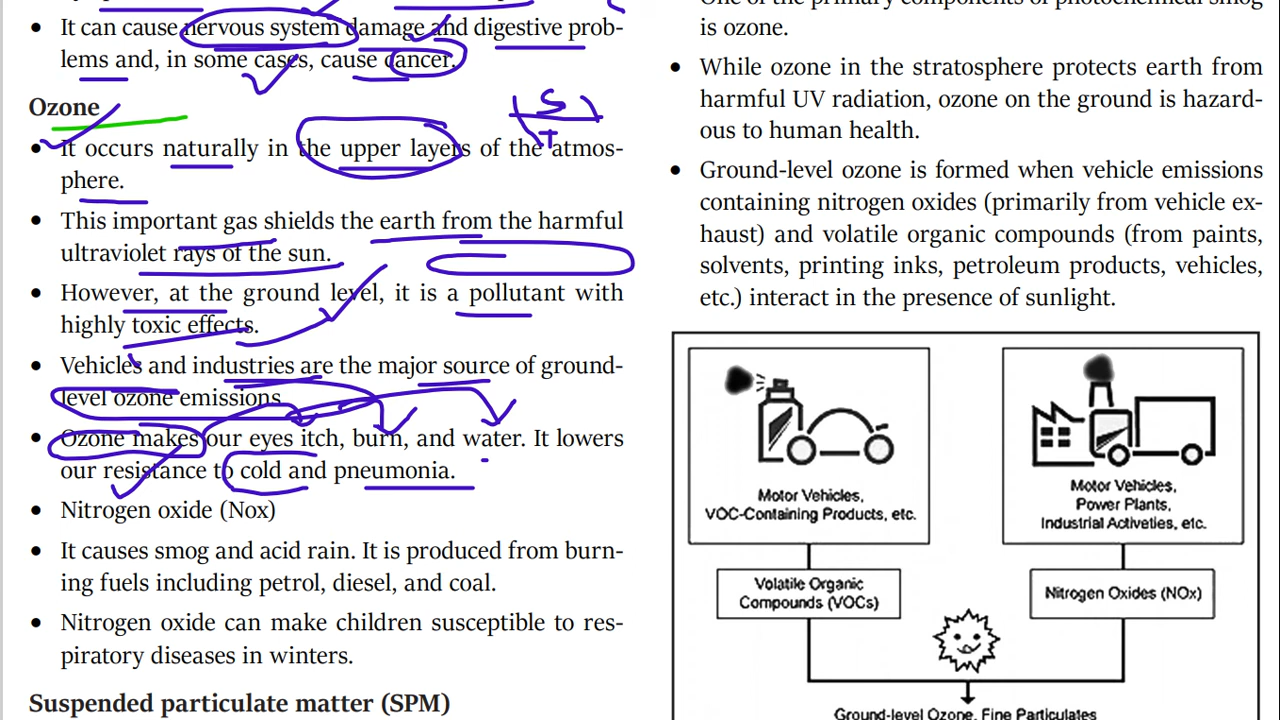 • It can cause nervous system damage and digestive prob-
lems and, in some cases, cause cancer.
Ozone
S
T
• It occurs naturally in the upper layers of the atmos-
phere.
• This important gas shields the earth from the harmful
ultraviolet rays of the sun.
• However, at the ground level, it is a pollutant with
highly toxic effects.
• Vehicles and industries are the major source of ground-
level ozone emissions.
• Ozone makes our eyes itch, burn, and water. It lowers
our resistance to cold and pneumonia.
• Nitrogen oxide (Nox)
• It causes smog and acid rain. It is produced from burn-
ing fuels including petrol, diesel, and coal.
• Nitrogen oxide can make children susceptible to res-
piratory diseases in winters.
Suspended particulate matter (SPM)
One of the primary components of photochemical smog
is ozone.
• While ozone in the stratosphere protects earth from
harmful UV radiation, ozone on the ground is hazard-
ous to human health.
• Ground-level ozone is formed when vehicle emissions
containing nitrogen oxides (primarily from vehicle ex-
haust) and volatile organic compounds (from paints,
solvents, printing inks, petroleum products, vehicles,
etc.) interact in the presence of sunlight.
Motor Vehicles,
VOC-Containing Products, etc.
Motor Vehicles,
Power Plants,
Industrial Activeties, etc.
Volatile Organic
Compounds (VOCs)
Nitrogen Oxides (NOx)
Ground-level Ozone, Fine Particulates